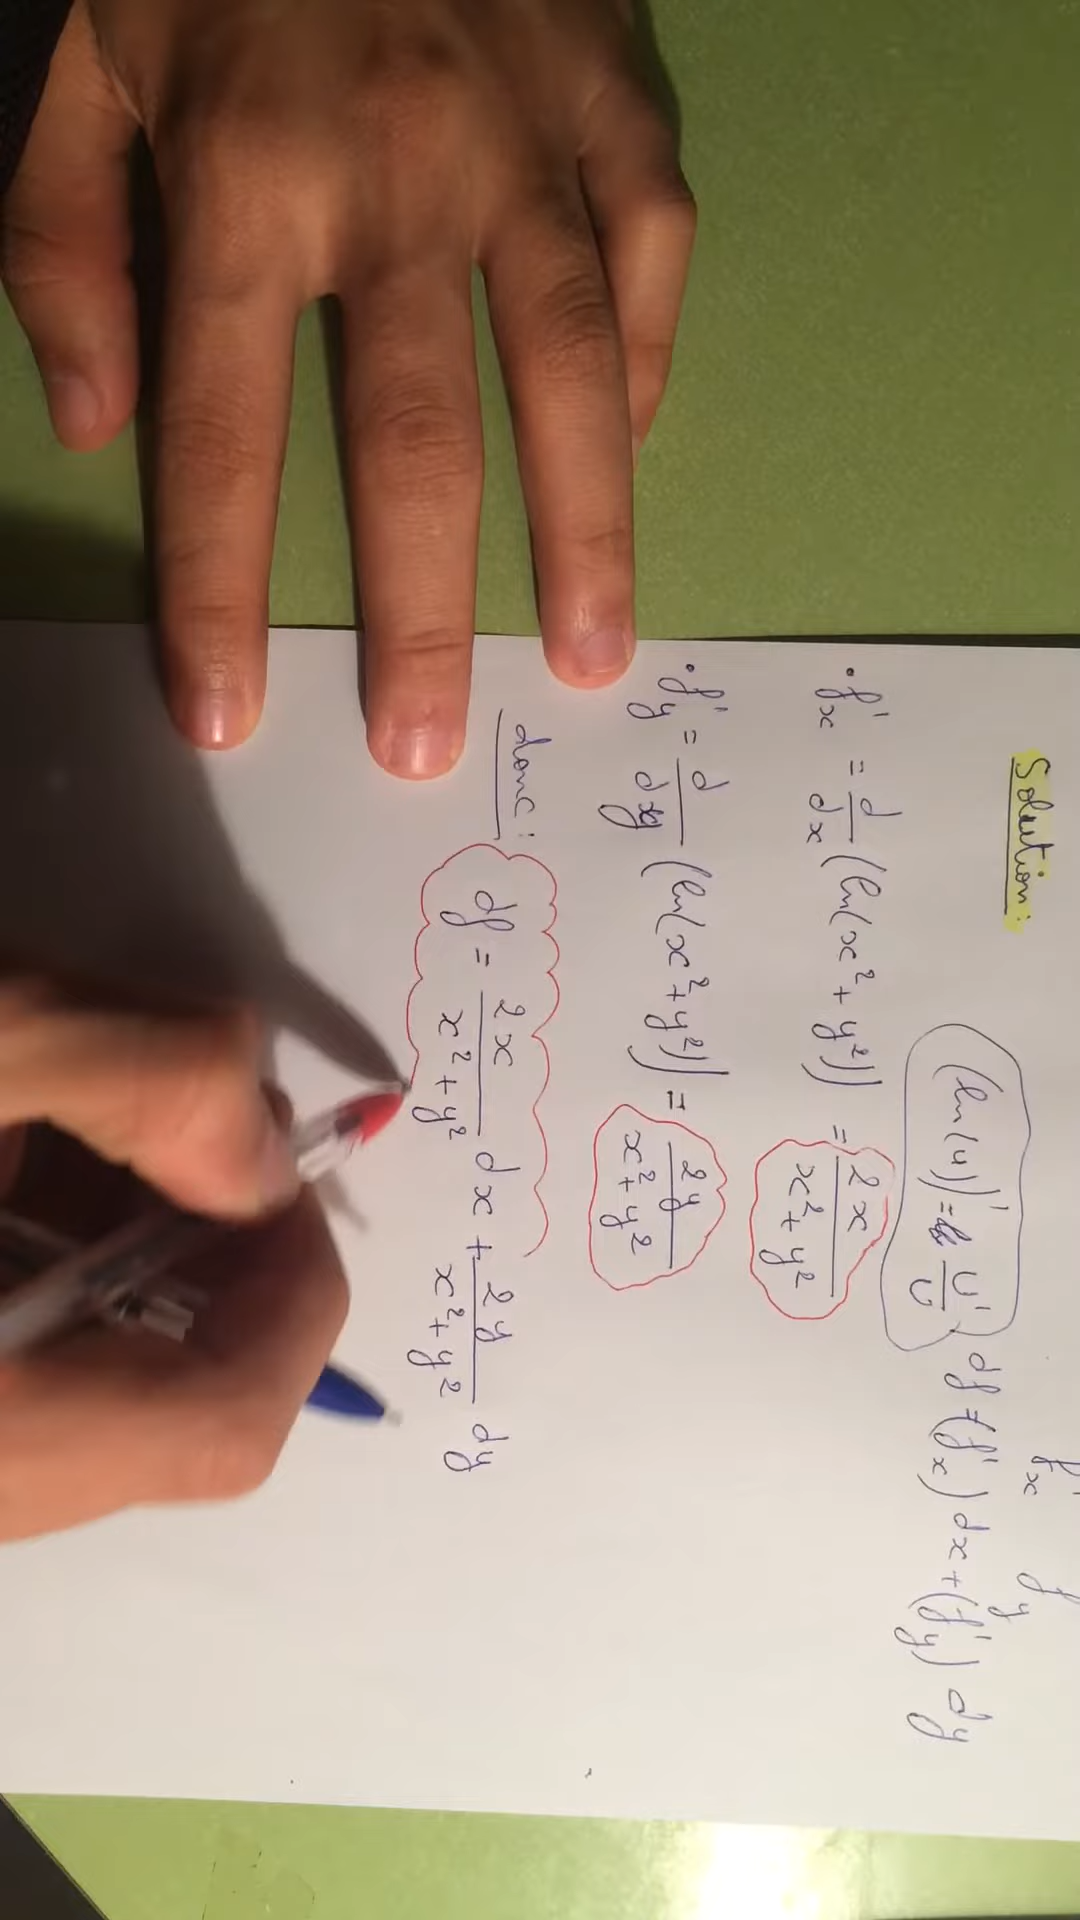 f'x f'y
Solution:
(ln(u))' = u'/u df = (f'x) dx + (f'y) dy
• f'x = d/dx (ln(x² + y²)) = 2x/(x² + y²)
• f'y = d/dy (ln(x² + y²)) = 2y/(x² + y²)
donc:
df = 2x/(x² + y²) dx + 2y/(x² + y²) dy